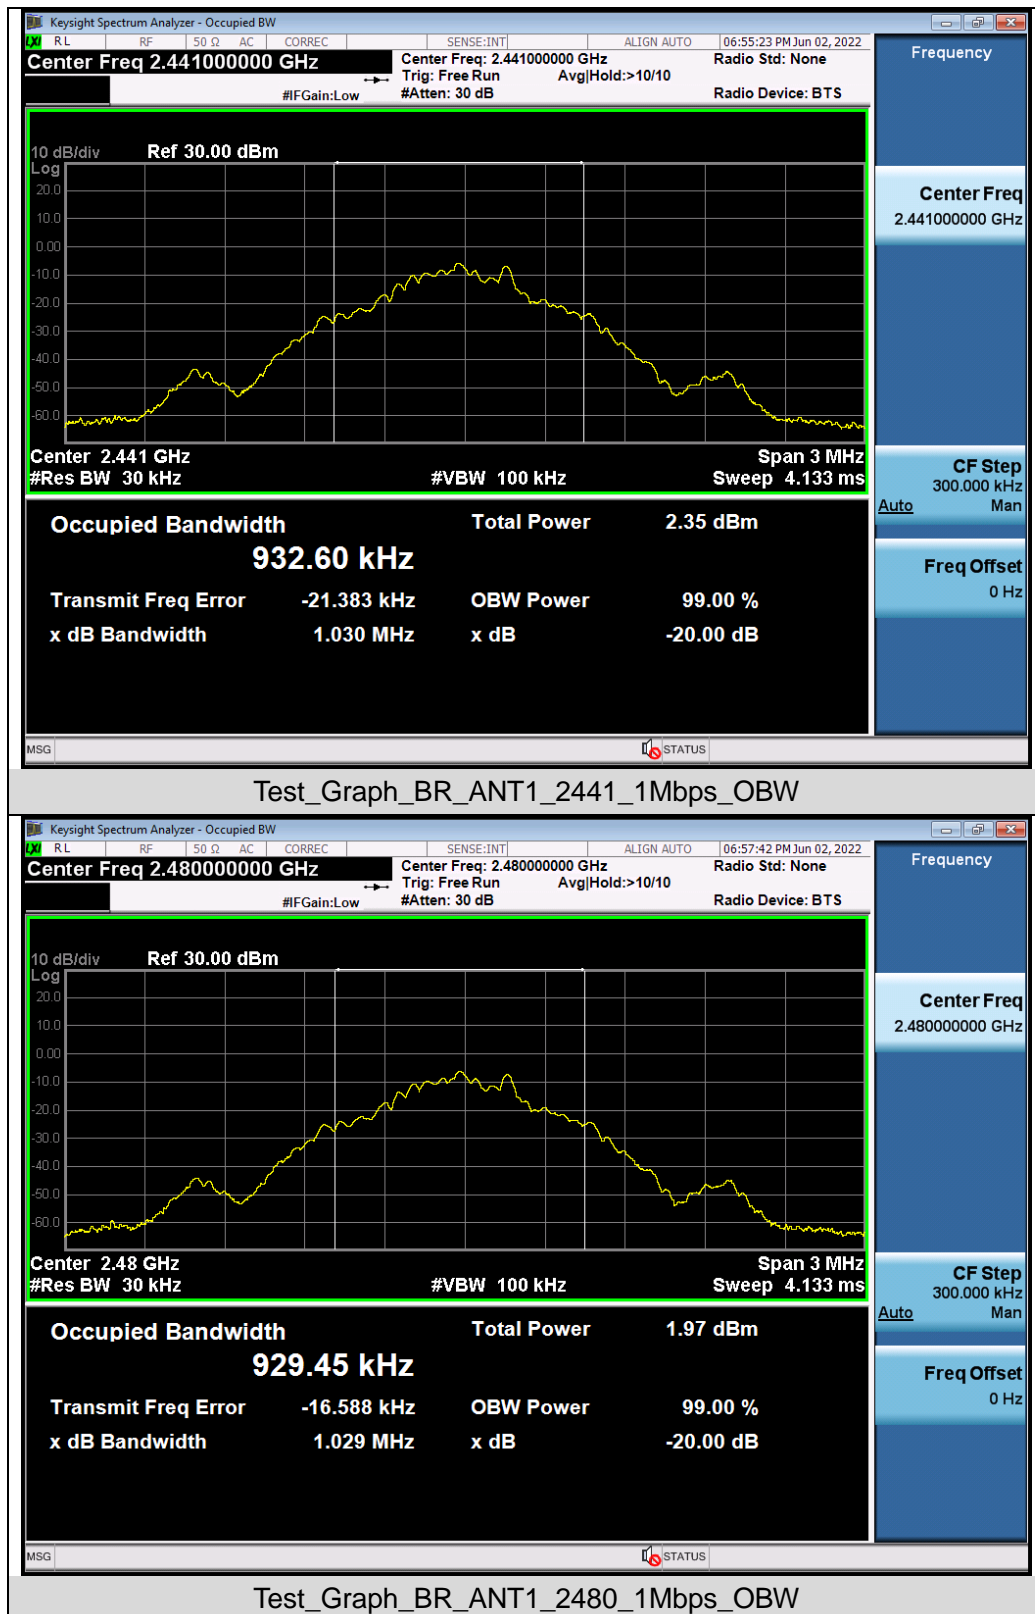 Keysight Spectrum Analyzer - Occupied BW
LXI RL RF 50 Ω AC CORREC SENSE:INT ALIGN AUTO 06:55:23 PM Jun 02, 2022
Center Freq 2.441000000 GHz
Center Freq: 2.441000000 GHz
Radio Std: None
Trig: Free Run Avg|Hold:>10/10
#IFGain:Low
#Atten: 30 dB
Radio Device: BTS
Frequency
10 dB/div Ref 30.00 dBm
Log
20.0
10.0
0.00
-10.0
-20.0
-30.0
-40.0
-50.0
-60.0
Center 2.441 GHz Span 3 MHz
#Res BW 30 kHz #VBW 100 kHz Sweep 4.133 ms
Center Freq
2.441000000 GHz
CF Step
300.000 kHz
Auto Man
Freq Offset
0 Hz
Occupied Bandwidth Total Power 2.35 dBm
932.60 kHz
Transmit Freq Error -21.383 kHz OBW Power 99.00 %
x dB Bandwidth 1.030 MHz x dB -20.00 dB
MSG STATUS
Test_Graph_BR_ANT1_2441_1Mbps_OBW
Keysight Spectrum Analyzer - Occupied BW
LXI RL RF 50 Ω AC CORREC SENSE:INT ALIGN AUTO 06:57:42 PM Jun 02, 2022
Center Freq 2.480000000 GHz
Center Freq: 2.480000000 GHz
Radio Std: None
Trig: Free Run Avg|Hold:>10/10
#IFGain:Low
#Atten: 30 dB
Radio Device: BTS
Frequency
10 dB/div Ref 30.00 dBm
Log
20.0
10.0
0.00
-10.0
-20.0
-30.0
-40.0
-50.0
-60.0
Center 2.48 GHz Span 3 MHz
#Res BW 30 kHz #VBW 100 kHz Sweep 4.133 ms
Center Freq
2.480000000 GHz
CF Step
300.000 kHz
Auto Man
Freq Offset
0 Hz
Occupied Bandwidth Total Power 1.97 dBm
929.45 kHz
Transmit Freq Error -16.588 kHz OBW Power 99.00 %
x dB Bandwidth 1.029 MHz x dB -20.00 dB
MSG STATUS
Test_Graph_BR_ANT1_2480_1Mbps_OBW